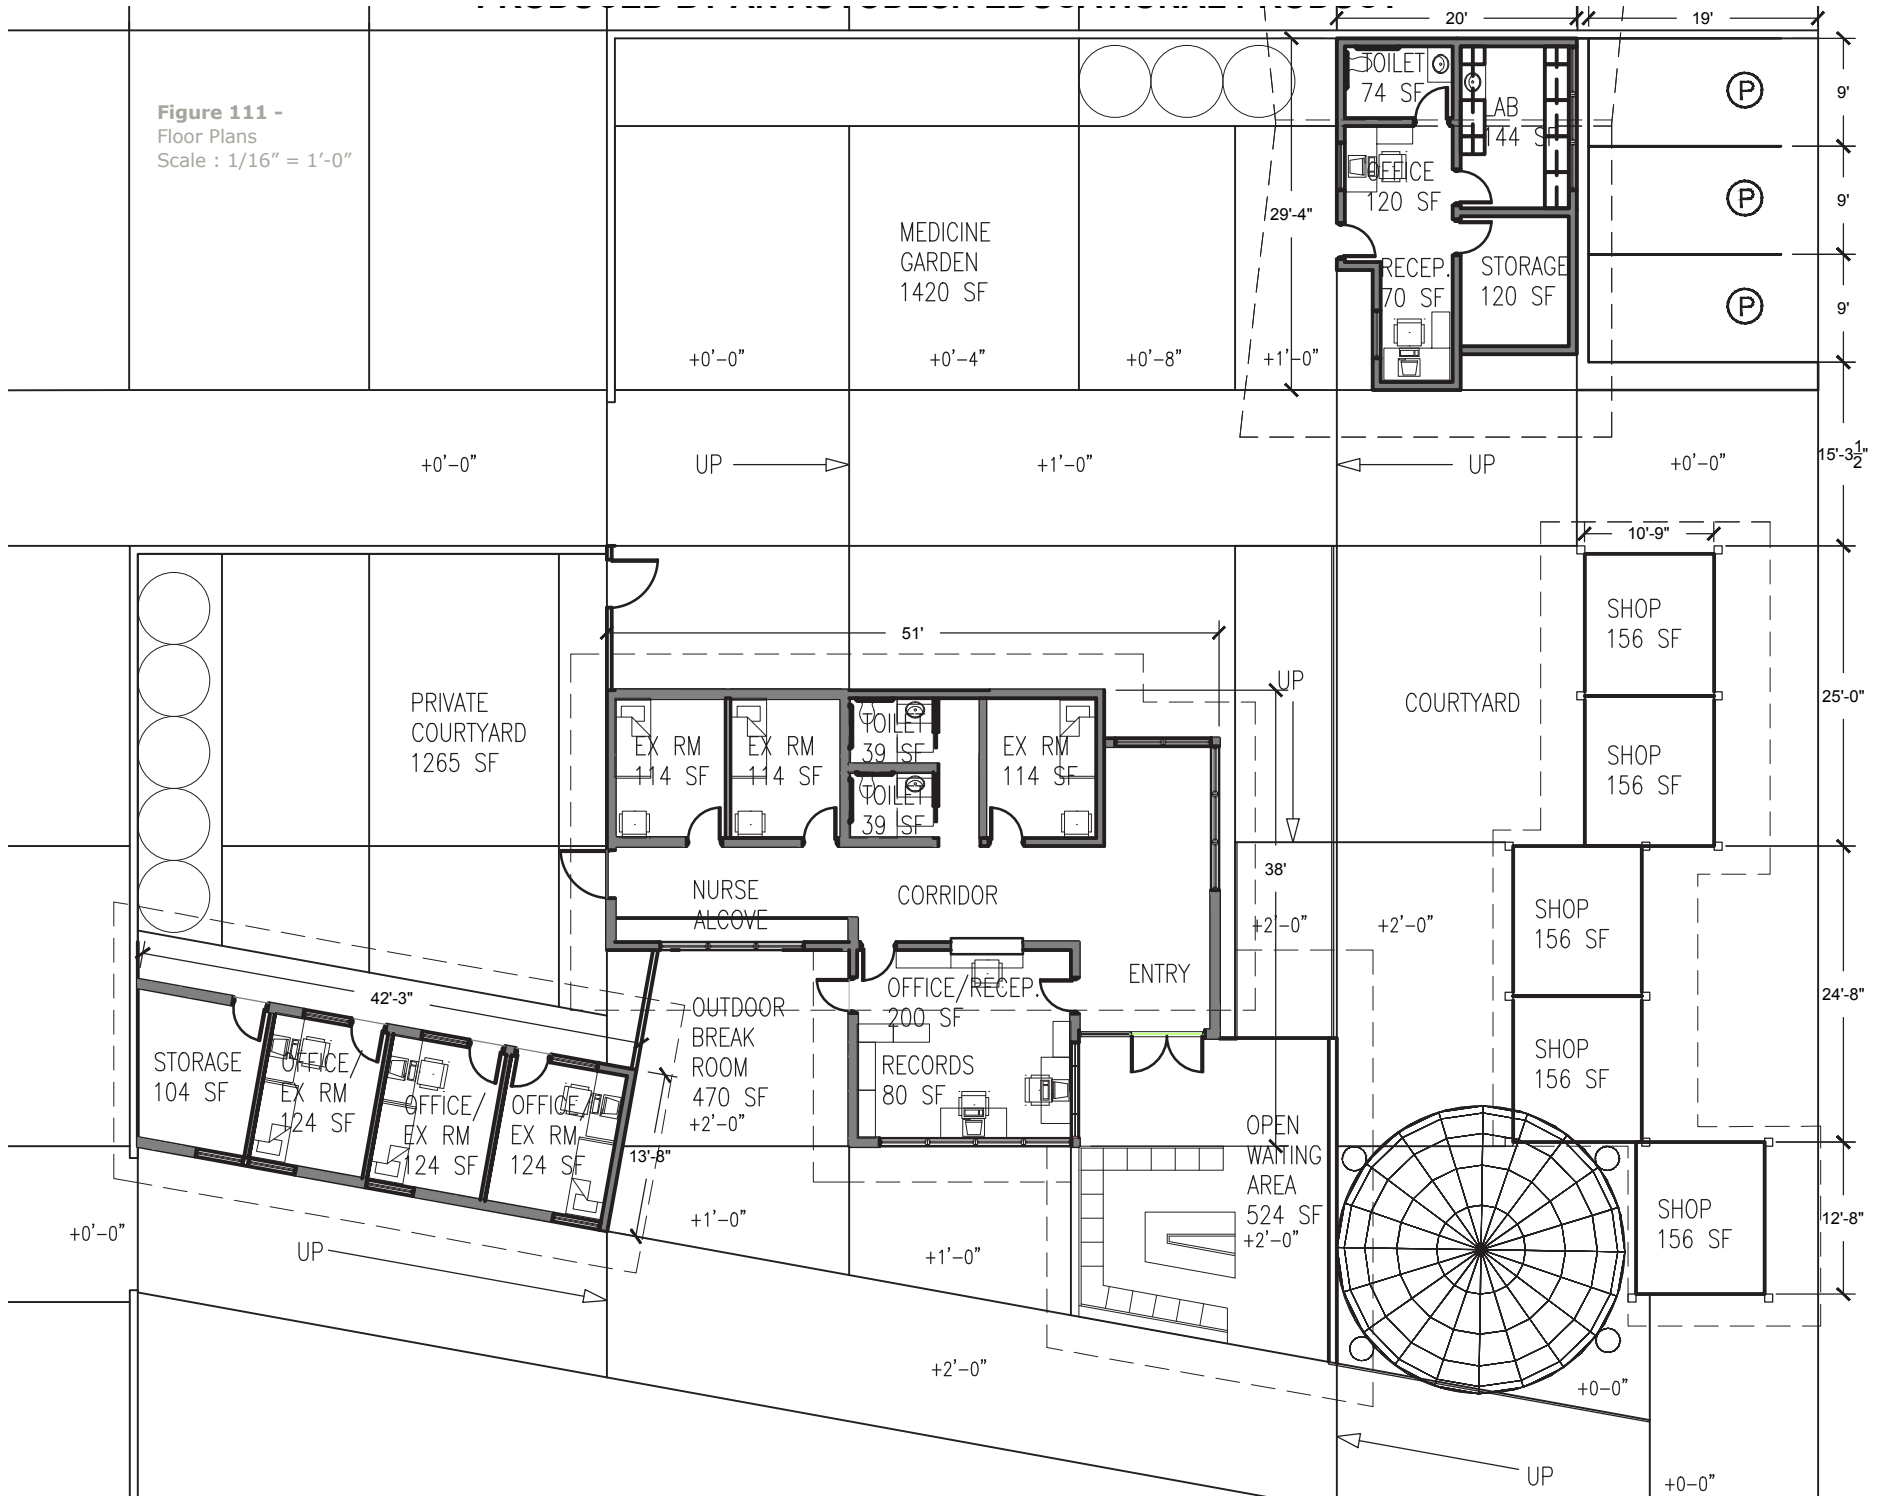 PRODUCED BY AN AUTODESK EDUCATIONAL PRODUCT
20'
19'
Figure 111 -
Floor Plans
Scale : 1/16" = 1'-0"
TOILET
74 SF
LAB
144 SF
P
9'
OFFICE
120 SF
P
9'
29'-4"
MEDICINE
GARDEN
1420 SF
RECEP.
70 SF
STORAGE
120 SF
P
9'
+0'-0"
+0'-4"
+0'-8"
+1'-0"
+0'-0"
UP
+1'-0"
UP
+0'-0"
15'-3 1/2"
10'-9"
SHOP
156 SF
51'
UP
PRIVATE
COURTYARD
1265 SF
COURTYARD
25'-0"
EX RM
114 SF
EX RM
114 SF
TOILET
39 SF
TOILET
39 SF
EX RM
114 SF
SHOP
156 SF
38'
NURSE
ALCOVE
CORRIDOR
+2'-0"
+2'-0"
SHOP
156 SF
ENTRY
42'-3"
OFFICE/RECEP.
200 SF
24'-8"
OUTDOOR
BREAK
ROOM
470 SF
+2'-0"
STORAGE
104 SF
OFFICE/
EX RM
124 SF
OFFICE/
EX RM
124 SF
OFFICE/
EX RM
124 SF
RECORDS
80 SF
SHOP
156 SF
13'-8"
OPEN
WAITING
AREA
524 SF
+2'-0"
SHOP
156 SF
12'-8"
+0'-0"
UP
+1'-0"
+1'-0"
+2'-0"
+0-0"
UP
+0-0"